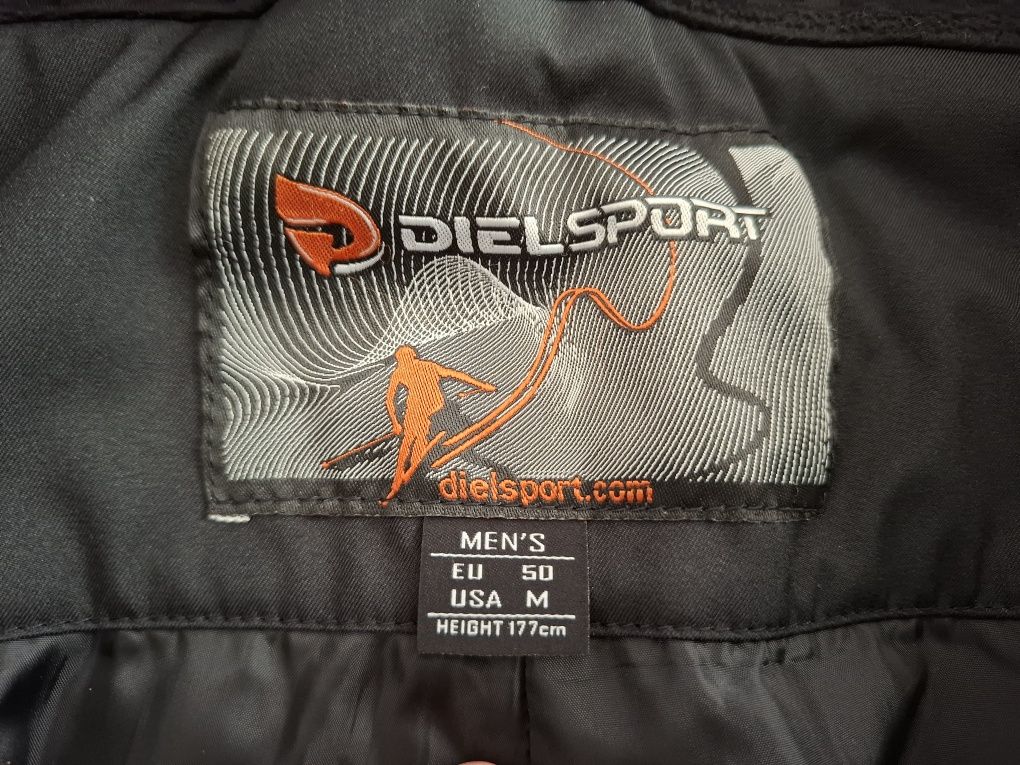 DIELSPORT
dielsport.com
MEN'S
EU 50
USA M
HEIGHT 177cm